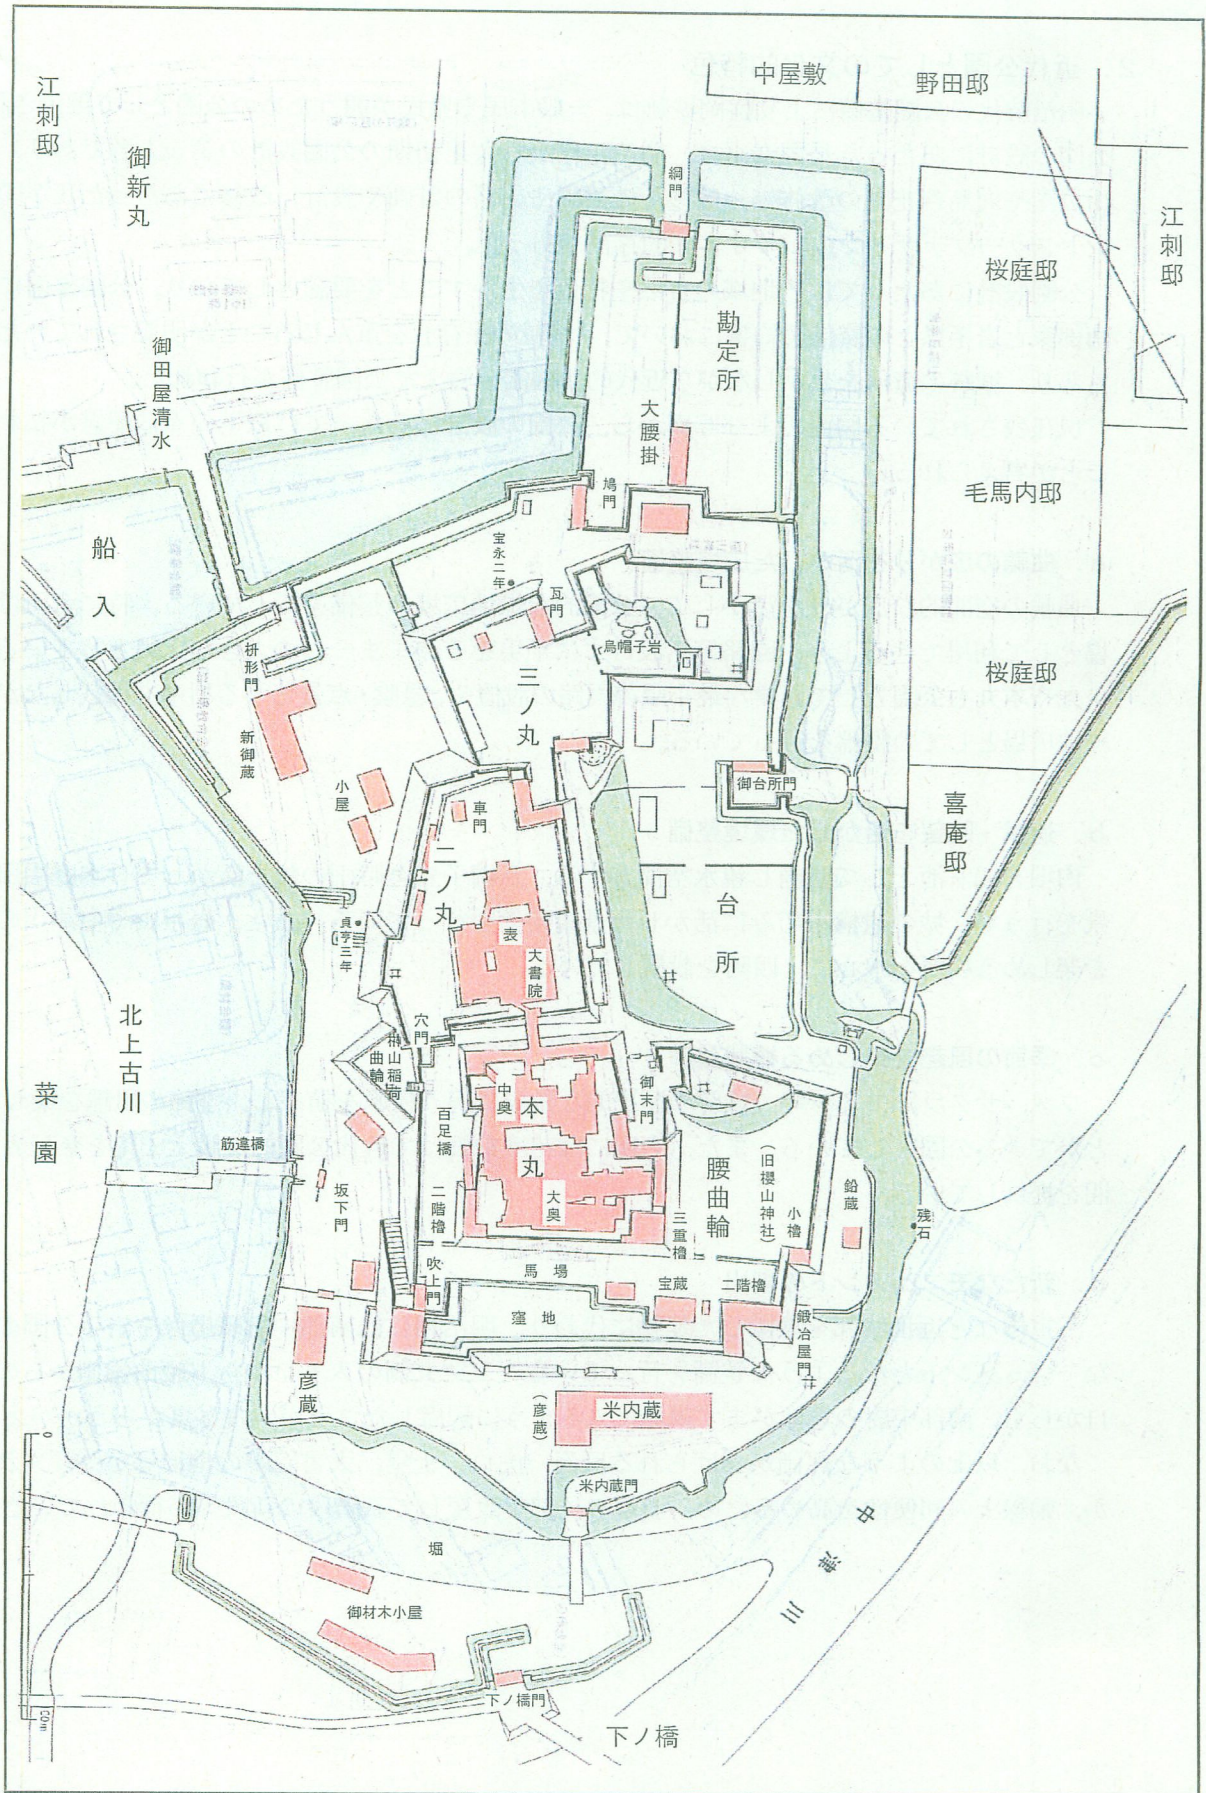 中屋敷
野田邸
江刺邸
御新丸
綱門
桜庭邸
江刺邸
勘定所
御田屋清水
大腰掛
鳩門
毛馬内邸
船入
宝永二年
瓦門
烏帽子岩
桜庭邸
枡形門
三ノ丸
新御蔵
御台所門
小屋
車門
喜庵邸
二ノ丸
台所
表
大書院
貞享三年
北上古川
穴門
榊山稲荷
曲輪
菜園
中奥
本丸
御末門
百足橋
筋違橋
大奥
腰曲輪
(旧櫻山神社)
小櫓
鉛蔵
残石
坂下門
二階櫓
三重櫓
吹上門
馬場
宝蔵
二階櫓
窪地
鍛冶屋門
彦蔵
(彦蔵)
米内蔵
米内蔵門
中津川
堀
御材木小屋
下ノ橋門
下ノ橋
0